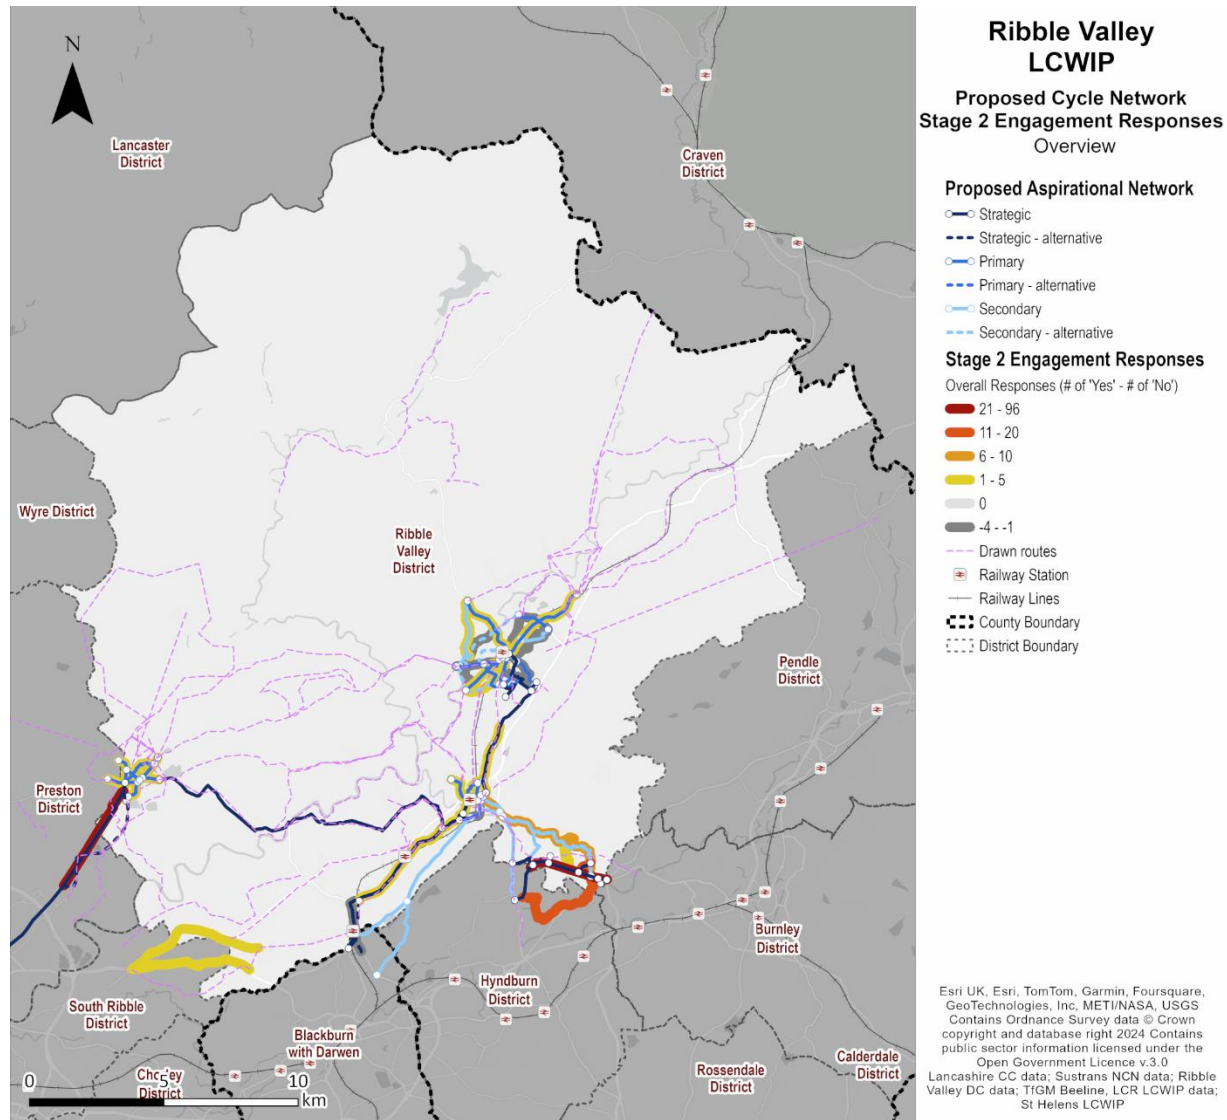 N
Lancaster
District
Craven
District
Wyre District
Ribble
Valley
District
Pendle
District
Preston
District
Burnley
District
Hyndburn
District
South Ribble
District
Blackburn
with Darwen
Chorley
District
Rossendale
District
Calderdale
District
0 5 10
km
Ribble Valley
LCWIP
Proposed Cycle Network
Stage 2 Engagement Responses
Overview
Proposed Aspirational Network
Strategic
Strategic - alternative
Primary
Primary - alternative
Secondary
Secondary - alternative
Stage 2 Engagement Responses
Overall Responses (# of 'Yes' - # of 'No')
21 - 96
11 - 20
6 - 10
1 - 5
0
-4 - -1
Drawn routes
Railway Station
Railway Lines
County Boundary
District Boundary
Esri UK, Esri, TomTom, Garmin, Foursquare,
GeoTechnologies, Inc, METI/NASA, USGS
Contains Ordnance Survey data © Crown
copyright and database right 2024 Contains
public sector information licensed under the
Open Government Licence v.3.0
Lancashire CC data; Sustrans NCN data; Ribble
Valley DC data; TfGM Beeline, LCR LCWIP data;
St Helens LCWIP